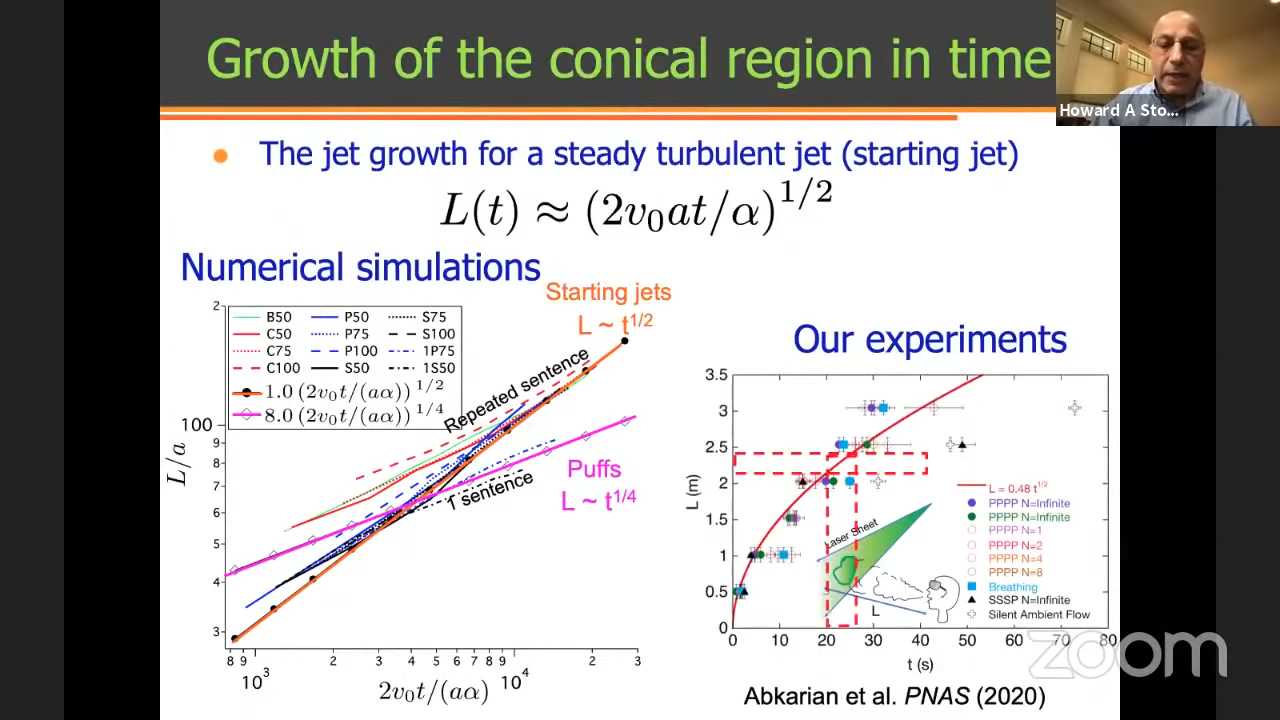 Growth of the conical region in time
Howard A Sto...
The jet growth for a steady turbulent jet (starting jet)
L(t) ≈ (2v₀at/α)^1/2
Numerical simulations
Starting jets
L ~ t^1/2
B50 P50 S75
C50 P75 S100
C75 P100 1P75
C100 S50 1S50
1.0 (2v₀t/(aα))^1/2
8.0 (2v₀t/(aα))^1/4
Repeated sentence
Puffs
L ~ t^1/4
1 sentence
L/a
2
100
9
8
7
6
5
4
3
8 9 2 3 4 5 6 7 8 9 2 3
10^3 10^4
2v₀t/(aα)
Our experiments
3.5
3
2.5
2
1.5
1
0.5
0
L (m)
L = 0.48 t^1/2
PPPP N=Infinite
PPPP N=Infinite
PPPP N=1
PPPP N=2
PPPP N=4
PPPP N=8
Breathing
SSSP N=Infinite
Silent Ambient Flow
Laser Sheet
L
0 10 20 30 40 50 60 70 80
t (s)
zoom
Abkarian et al. PNAS (2020)